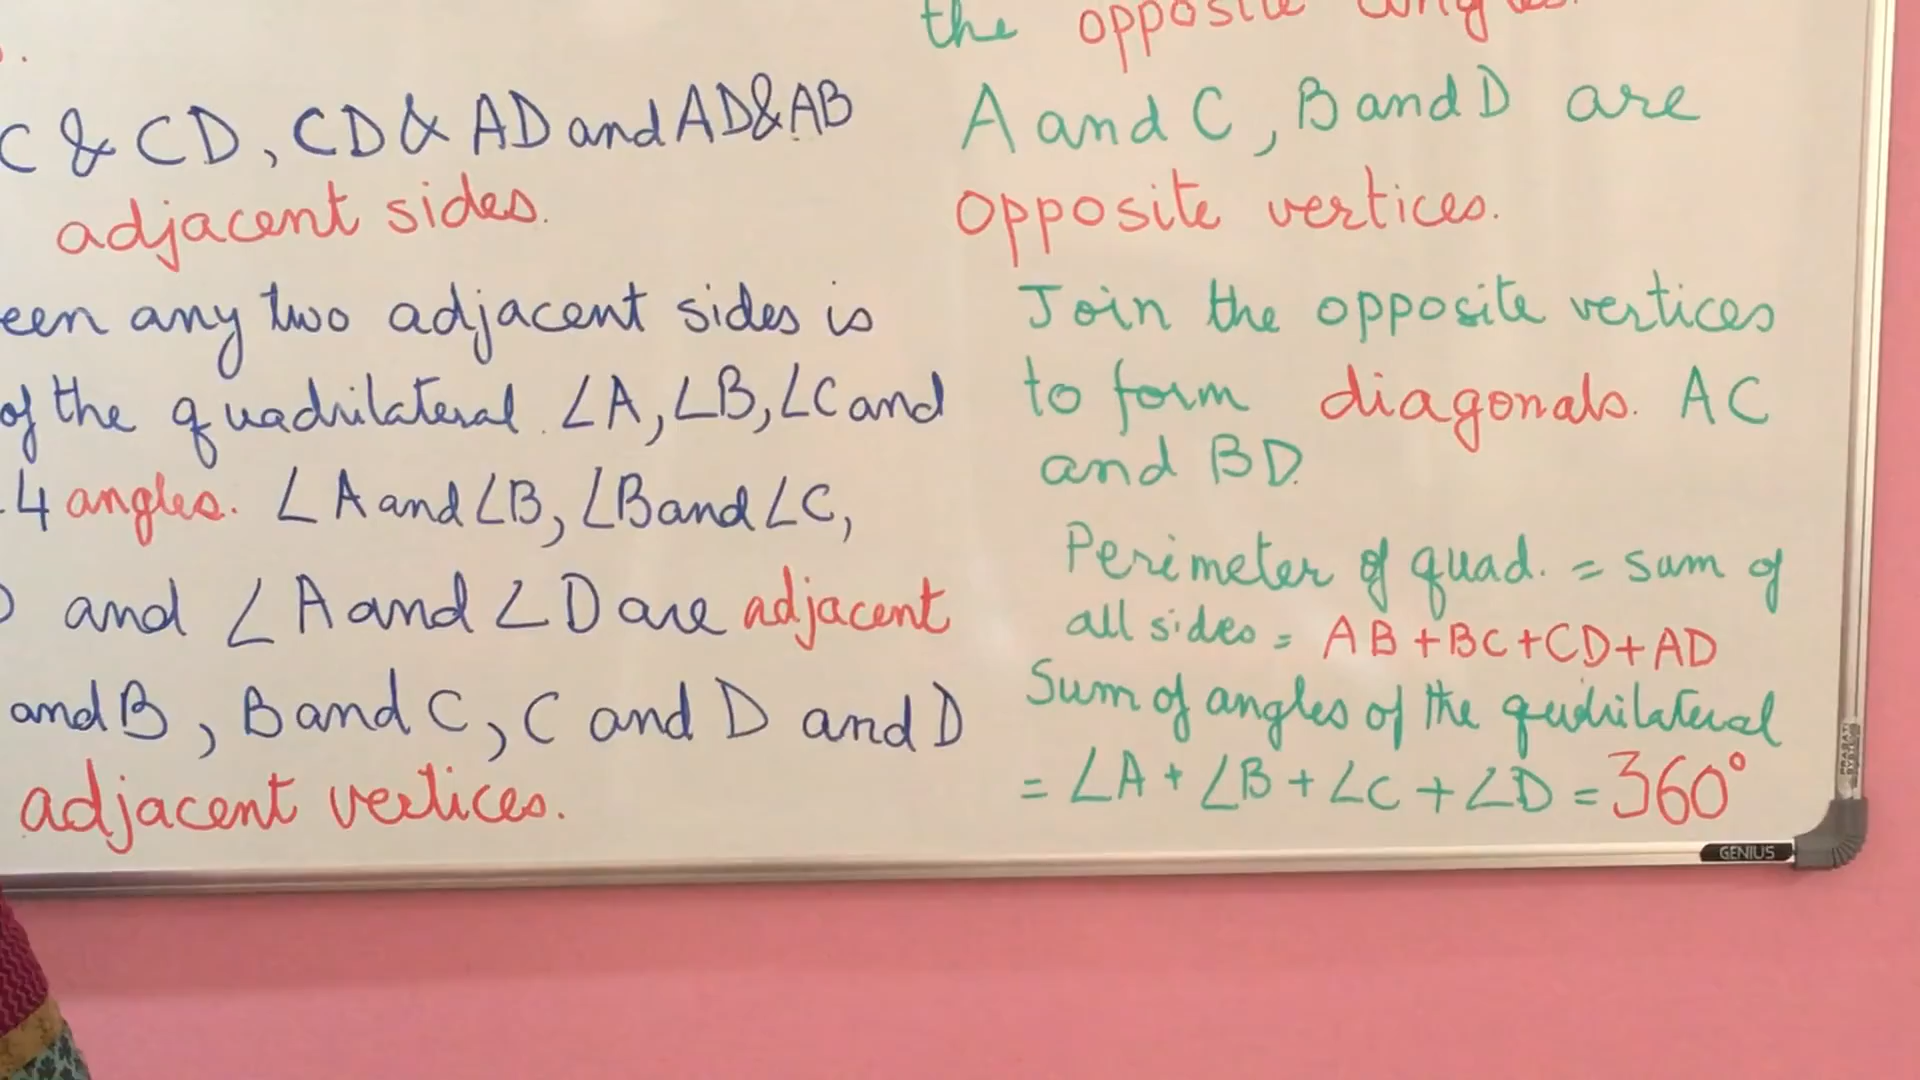 C & CD, CD & AD and AD & AB
adjacent sides.
een any two adjacent sides is
of the quadrilateral. ∠A, ∠B, ∠C and
4 angles. ∠A and ∠B, ∠B and ∠C,
and ∠A and ∠D are adjacent
and B, B and C, C and D and D
adjacent vertices.
the opposite angles.
A and C, B and D are
opposite vertices.
Join the opposite vertices
to form diagonals. AC
and BD.
Perimeter of quad. = sum of
all sides = AB+BC+CD+AD
Sum of angles of the qudrilateral
= ∠A + ∠B + ∠C + ∠D = 360°
GENIUS